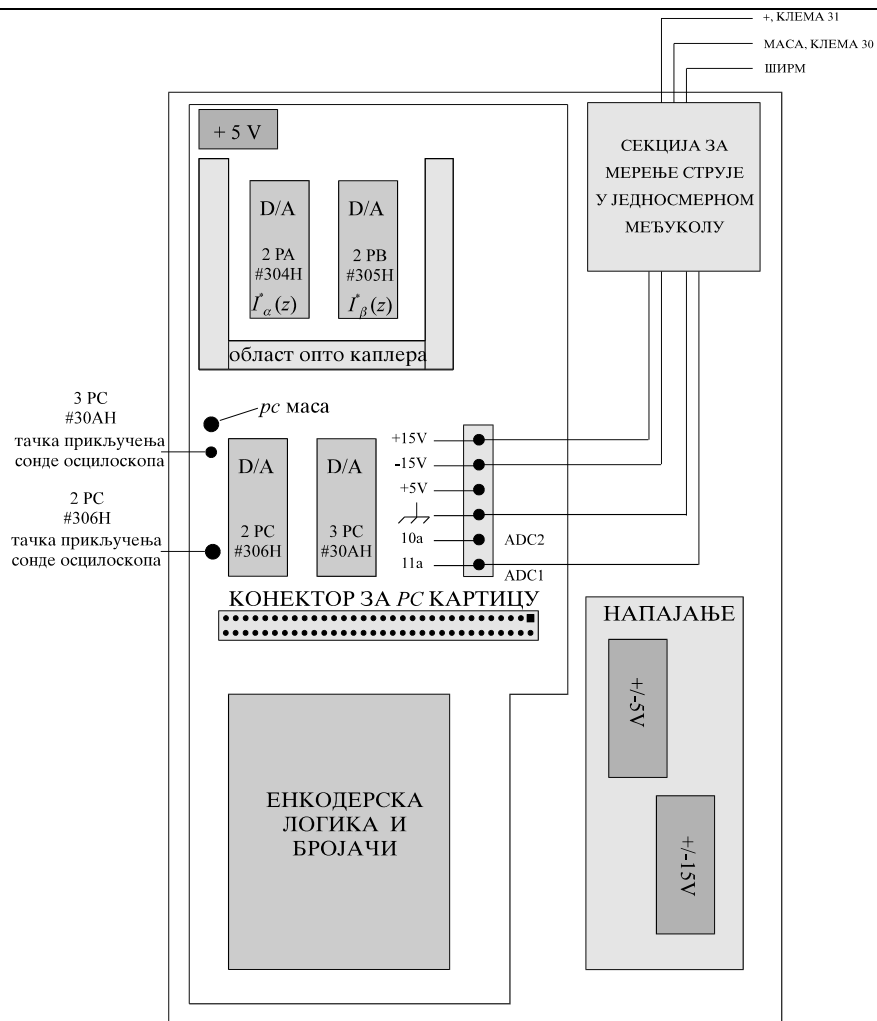 +, КЛЕМА 31
МАСА, КЛЕМА 30
ШИРМ
+ 5 V
СЕКЦИЈА ЗА
МЕРЕЊЕ СТРУЈЕ
У ЈЕДНОСМЕРНОМ
МЕЂУКОЛУ
D/A
2 PA
#304H
I*α(z)
D/A
2 PB
#305H
I*β(z)
област опто каплера
3 PC
#30AH
тачка прикључења
сонде осцилоскопа
pc маса
2 PC
#306H
тачка прикључења
сонде осцилоскопа
D/A
2 PC
#306H
D/A
3 PC
#30AH
+15V
-15V
+5V
10a
ADC2
11a
ADC1
КОНЕКТОР ЗА PC КАРТИЦУ
НАПАЈАЊЕ
+/-5V
+/-15V
ЕНКОДЕРСКА
ЛОГИКА И
БРОЈАЧИ